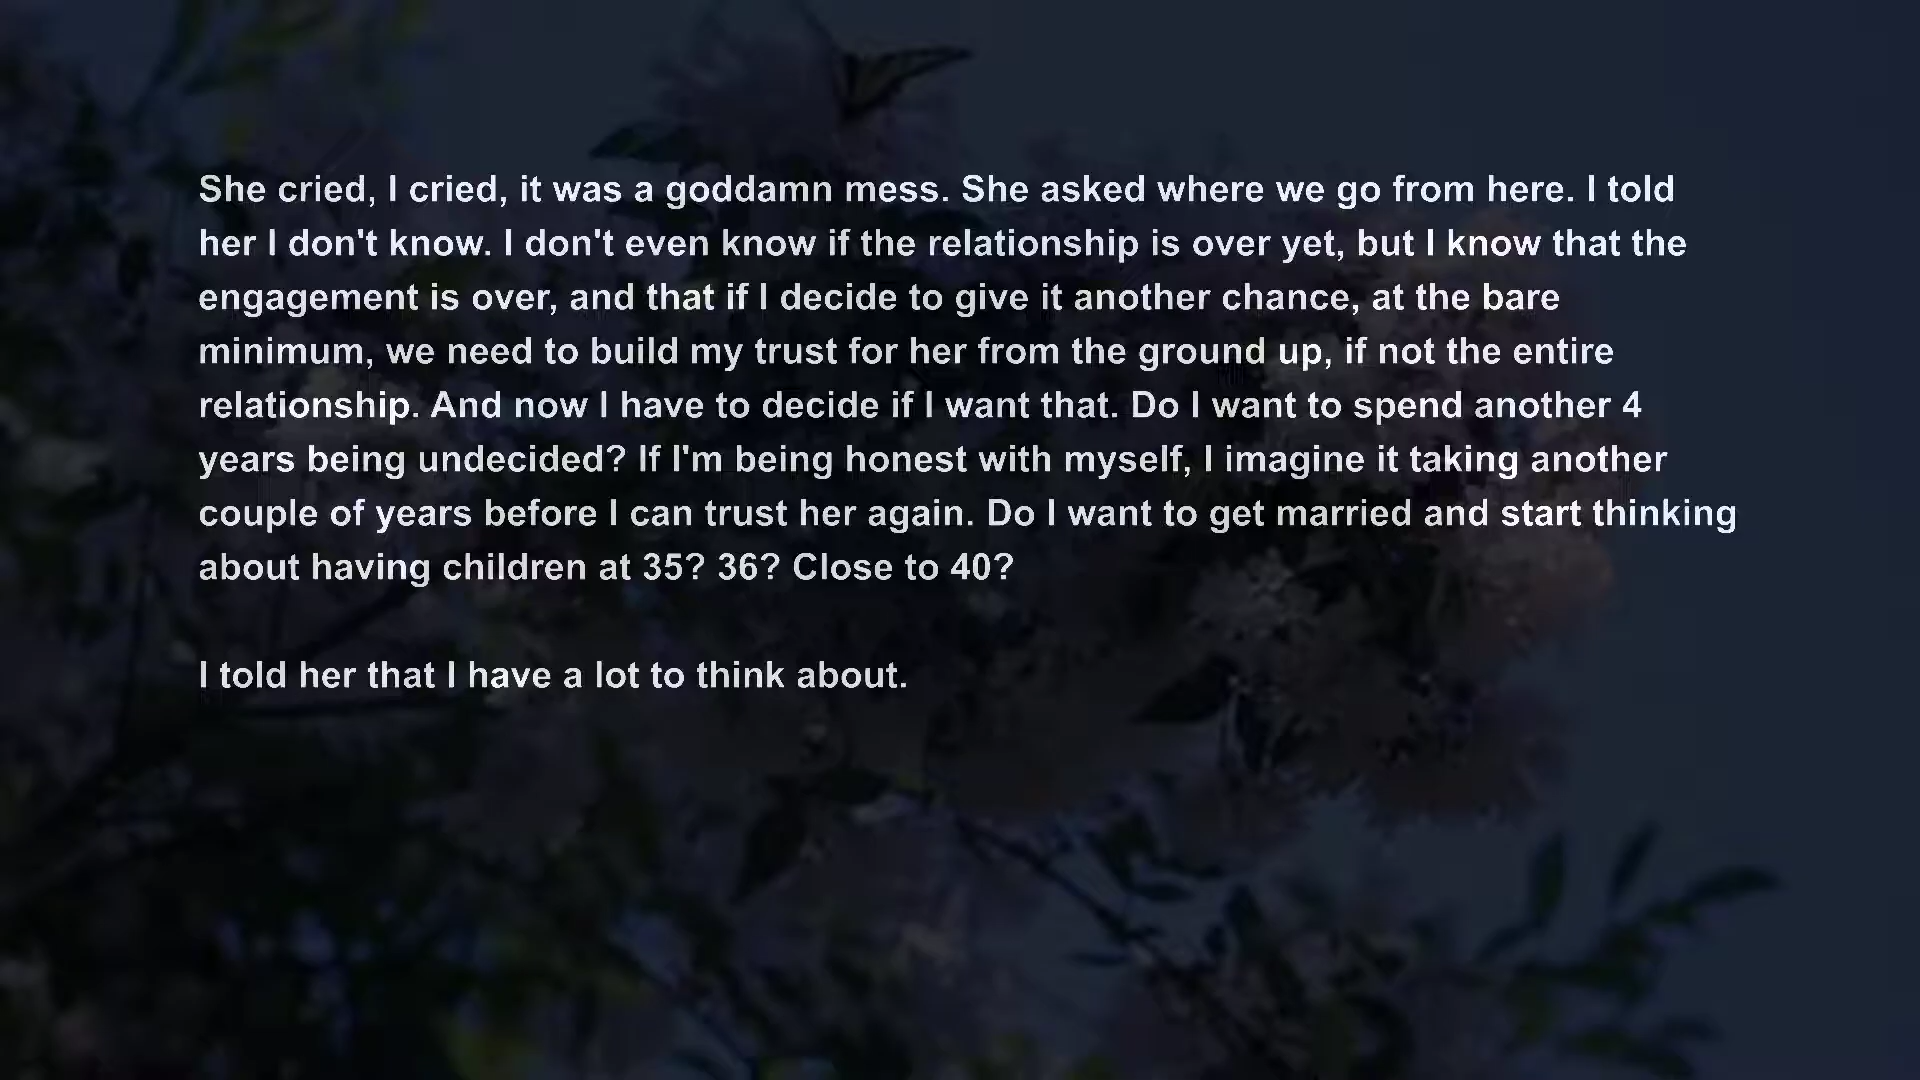 She cried, I cried, it was a goddamn mess. She asked where we go from here. I told
her I don't know. I don't even know if the relationship is over yet, but I know that the
engagement is over, and that if I decide to give it another chance, at the bare
minimum, we need to build my trust for her from the ground up, if not the entire
relationship. And now I have to decide if I want that. Do I want to spend another 4
years being undecided? If I'm being honest with myself, I imagine it taking another
couple of years before I can trust her again. Do I want to get married and start thinking
about having children at 35? 36? Close to 40?
I told her that I have a lot to think about.